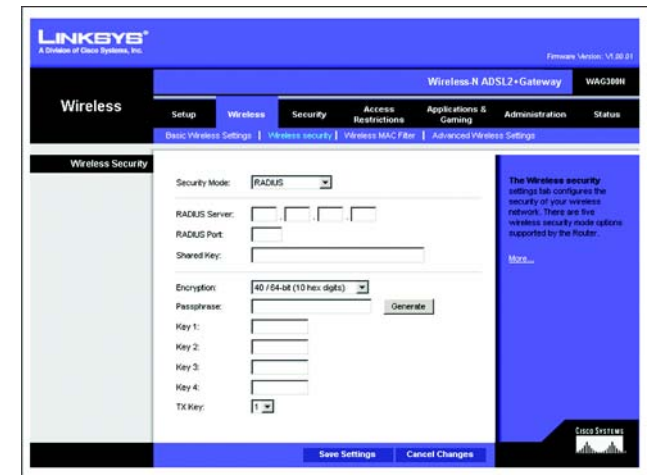 LINKSYS®
A Division of Cisco Systems, Inc.
Firmware Version: V1.00.01
Wireless-N ADSL2+Gateway WAG300N
Wireless
Setup Wireless Security Access Restrictions Applications & Gaming Administration Status
Basic Wireless Settings | Wireless security | Wireless MAC Filter | Advanced Wireless Settings
Wireless Security
Security Mode: RADIUS
RADIUS Server: . . .
RADIUS Port:
Shared Key:
Encryption: 40 / 64-bit (10 hex digits)
Passphrase: Generate
Key 1:
Key 2:
Key 3:
Key 4:
TX Key: 1
The Wireless security
settings tab configures the
security of your wireless
network. There are five
wireless security mode options
supported by the Router.
More...
Save Settings Cancel Changes
CISCO SYSTEMS